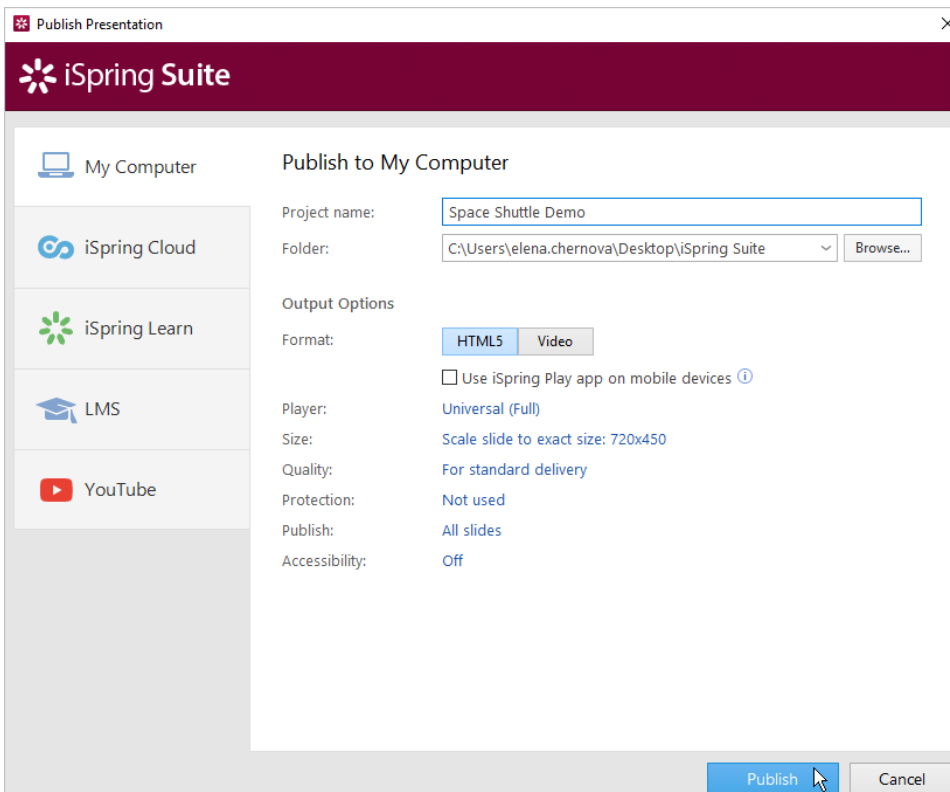 Publish Presentation
iSpring Suite
My Computer
iSpring Cloud
iSpring Learn
LMS
YouTube
Publish to My Computer
Project name: Space Shuttle Demo
Folder: C:\Users\elena.chernova\Desktop\iSpring Suite Browse...
Output Options
Format: HTML5 Video
Use iSpring Play app on mobile devices
Player: Universal (Full)
Size: Scale slide to exact size: 720x450
Quality: For standard delivery
Protection: Not used
Publish: All slides
Accessibility: Off
Publish Cancel